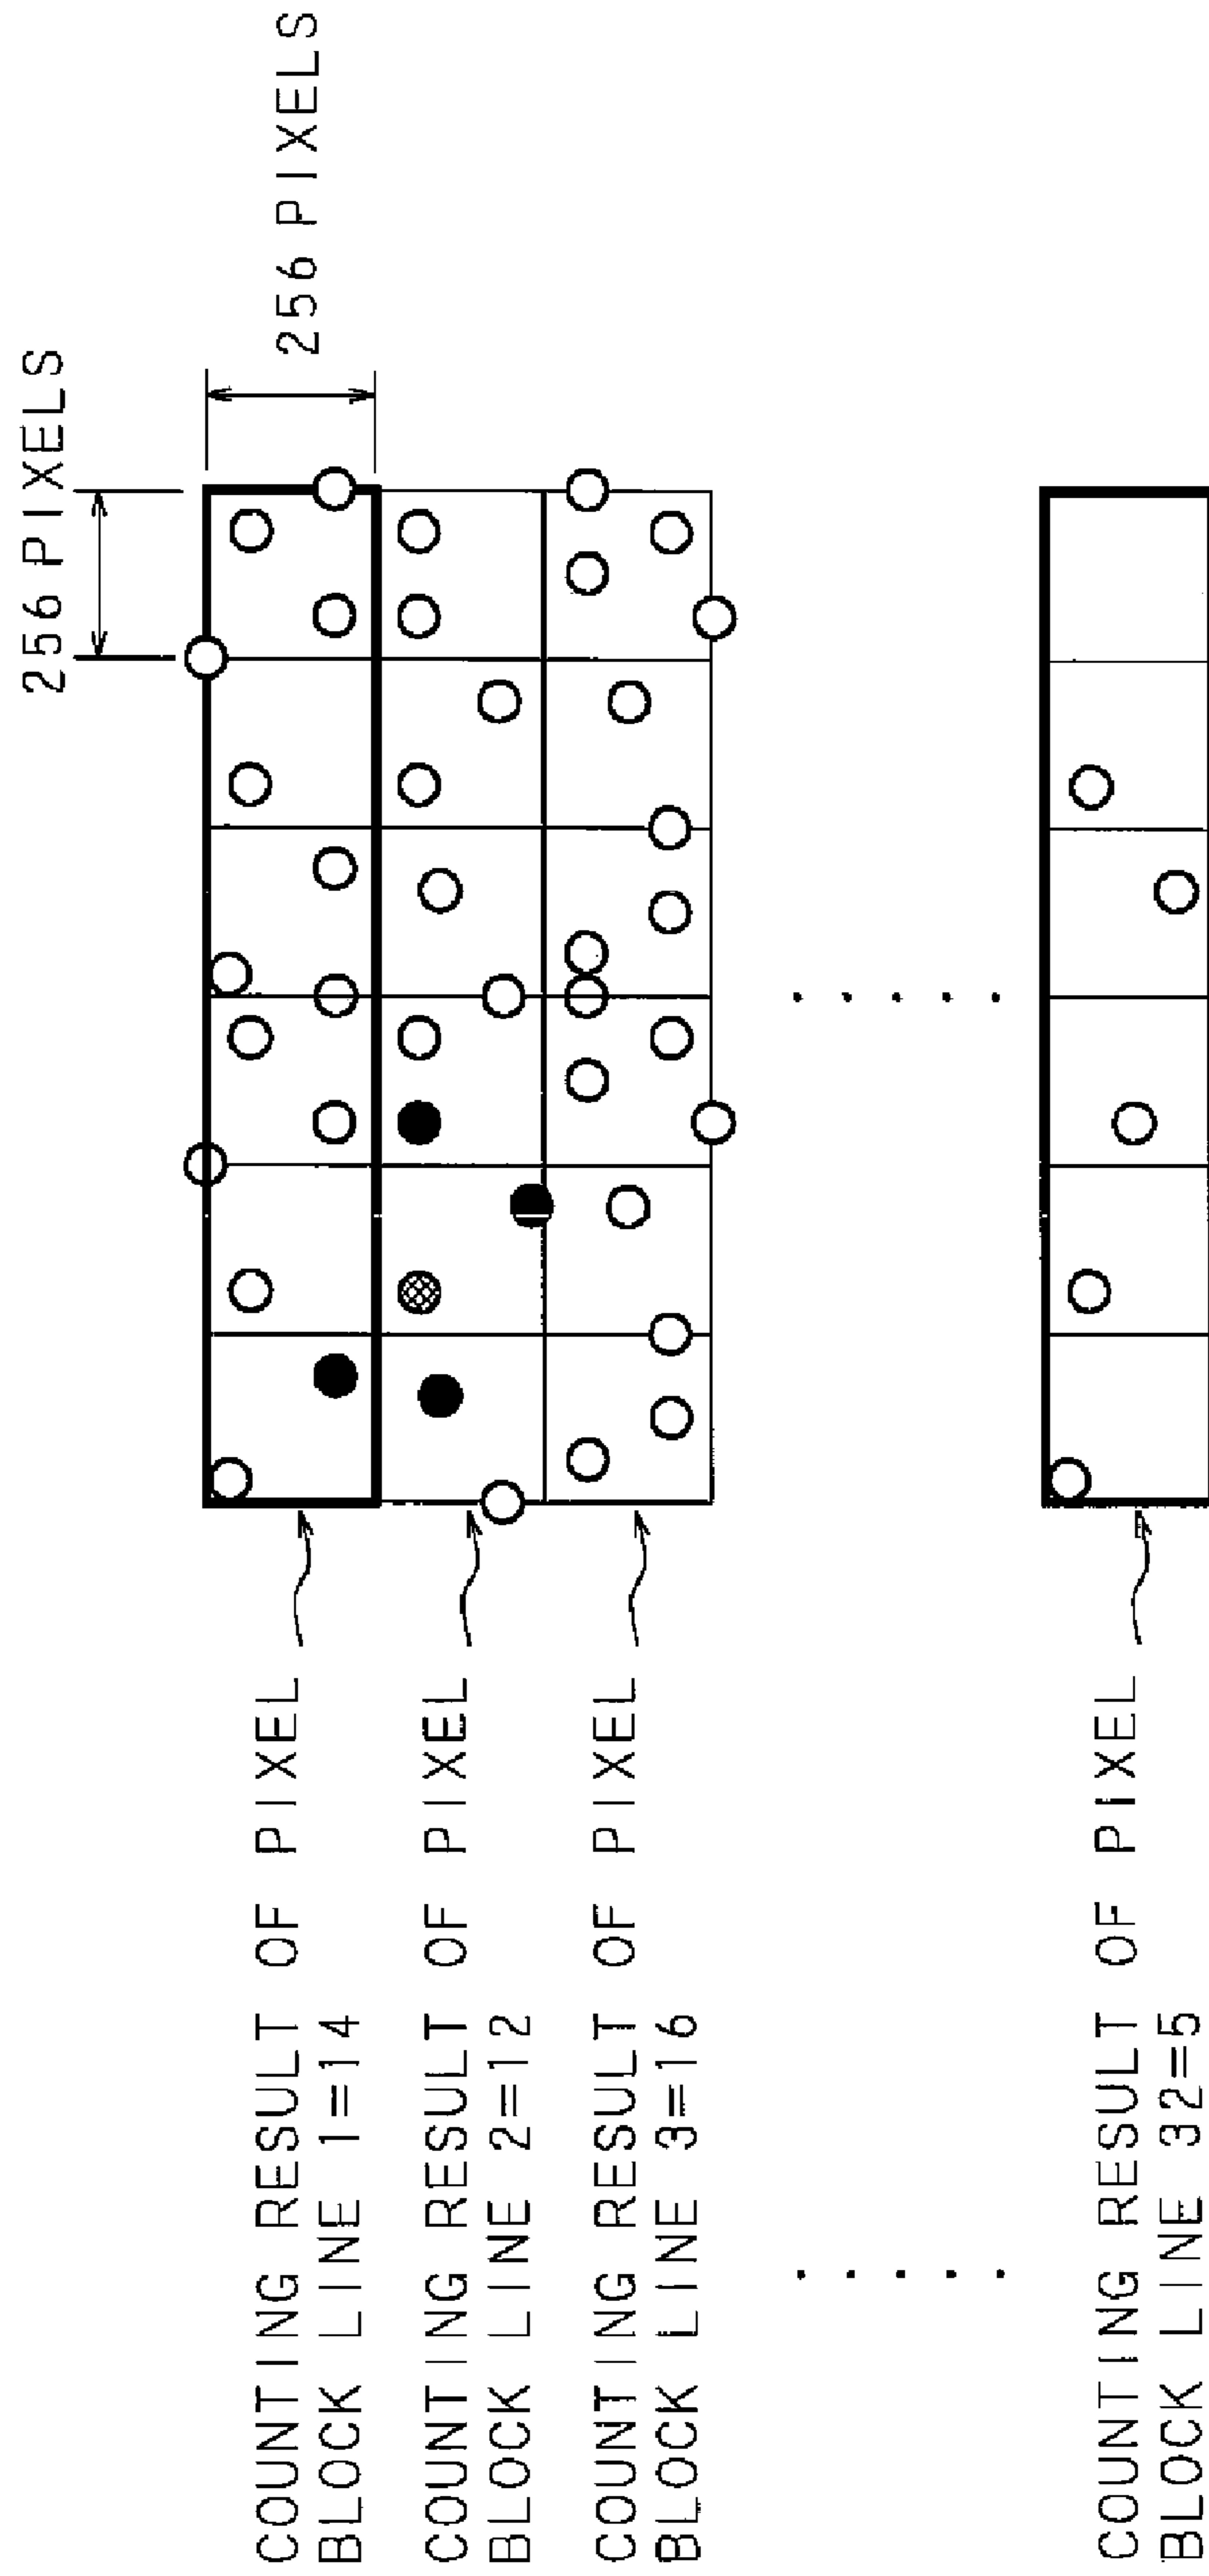 256 PIXELS
256 PIXELS
COUNTING RESULT OF PIXEL
BLOCK LINE 1=14
COUNTING RESULT OF PIXEL
BLOCK LINE 2=12
COUNTING RESULT OF PIXEL
BLOCK LINE 3=16
COUNTING RESULT OF PIXEL
BLOCK LINE 32=5